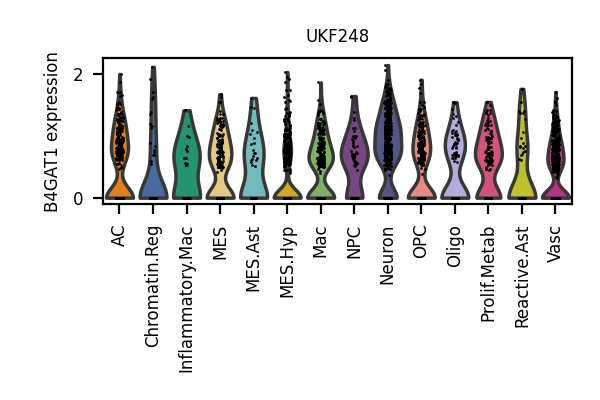 UKF248
B4GAT1 expression
2
0
AC
Chromatin.Reg
Inflammatory.Mac
MES
MES.Ast
MES.Hyp
Mac
NPC
Neuron
OPC
Oligo
Prolif.Metab
Reactive.Ast
Vasc